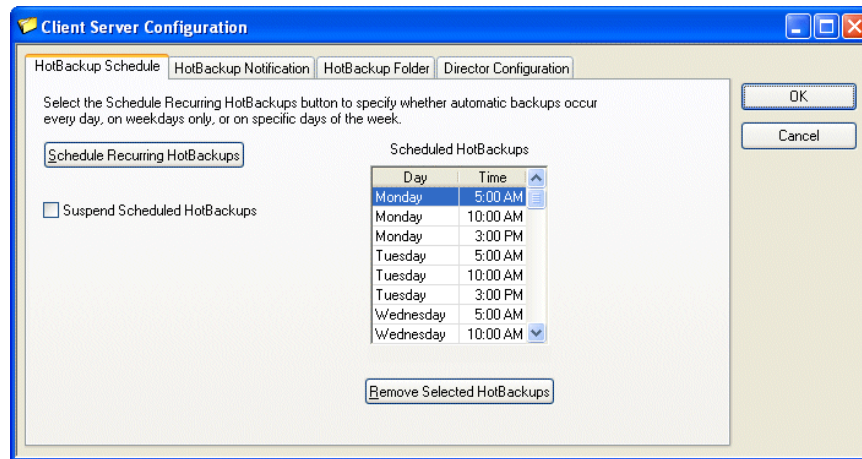 Client Server Configuration
HotBackup Schedule HotBackup Notification HotBackup Folder Director Configuration
Select the Schedule Recurring HotBackups button to specify whether automatic backups occur
every day, on weekdays only, or on specific days of the week.
OK
Cancel
Schedule Recurring HotBackups
Scheduled HotBackups
Suspend Scheduled HotBackups
Day Time
Monday 5:00 AM
Monday 10:00 AM
Monday 3:00 PM
Tuesday 5:00 AM
Tuesday 10:00 AM
Tuesday 3:00 PM
Wednesday 5:00 AM
Wednesday 10:00 AM
Remove Selected HotBackups